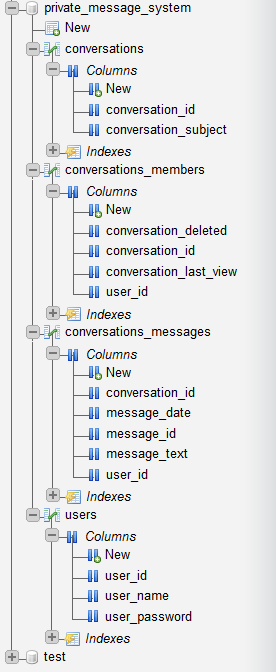 private_message_system
New
conversations
Columns
New
conversation_id
conversation_subject
Indexes
conversations_members
Columns
New
conversation_deleted
conversation_id
conversation_last_view
user_id
Indexes
conversations_messages
Columns
New
conversation_id
message_date
message_id
message_text
user_id
Indexes
users
Columns
New
user_id
user_name
user_password
Indexes
test